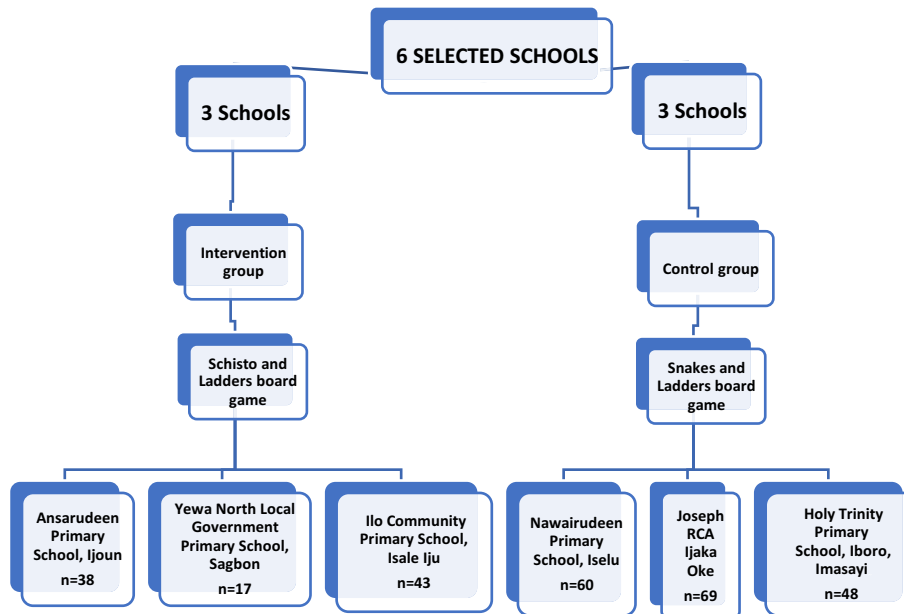 6 SELECTED SCHOOLS
3 Schools
3 Schools
Intervention
group
Control group
Schisto and
Ladders board
game
Snakes and
Ladders board
game
Ansarudeen
Primary
School, Ijoun
n=38
Yewa North Local
Government
Primary School,
Sagbon
n=17
Ilo Community
Primary School,
Isale Iju
n=43
Nawairudeen
Primary
School, Iselu
n=60
Joseph
RCA
Ijaka
Oke
n=69
Holy Trinity
Primary
School, Iboro,
Imasayi
n=48